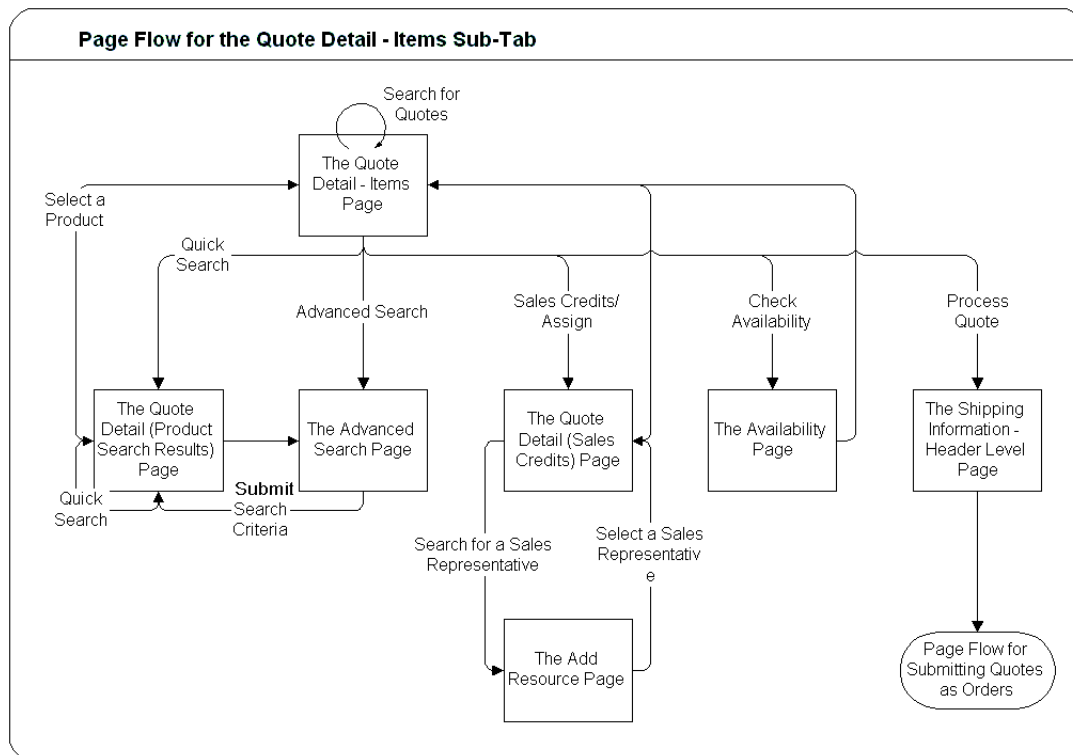 Page Flow for the Quote Detail - Items Sub-Tab
Search for
Quotes
The Quote
Detail - Items
Page
Select a
Product
Quick
Search
Advanced Search
Sales Credits/
Assign
Check
Availability
Process
Quote
The Quote
Detail (Product
Search Results)
Page
The Advanced
Search Page
The Quote
Detail (Sales
Credits) Page
The Availability
Page
The Shipping
Information -
Header Level
Page
Quick
Search
Submit
Search
Criteria
Search for a Sales
Representative
Select a Sales
Representativ
e
The Add
Resource Page
Page Flow for
Submitting Quotes
as Orders